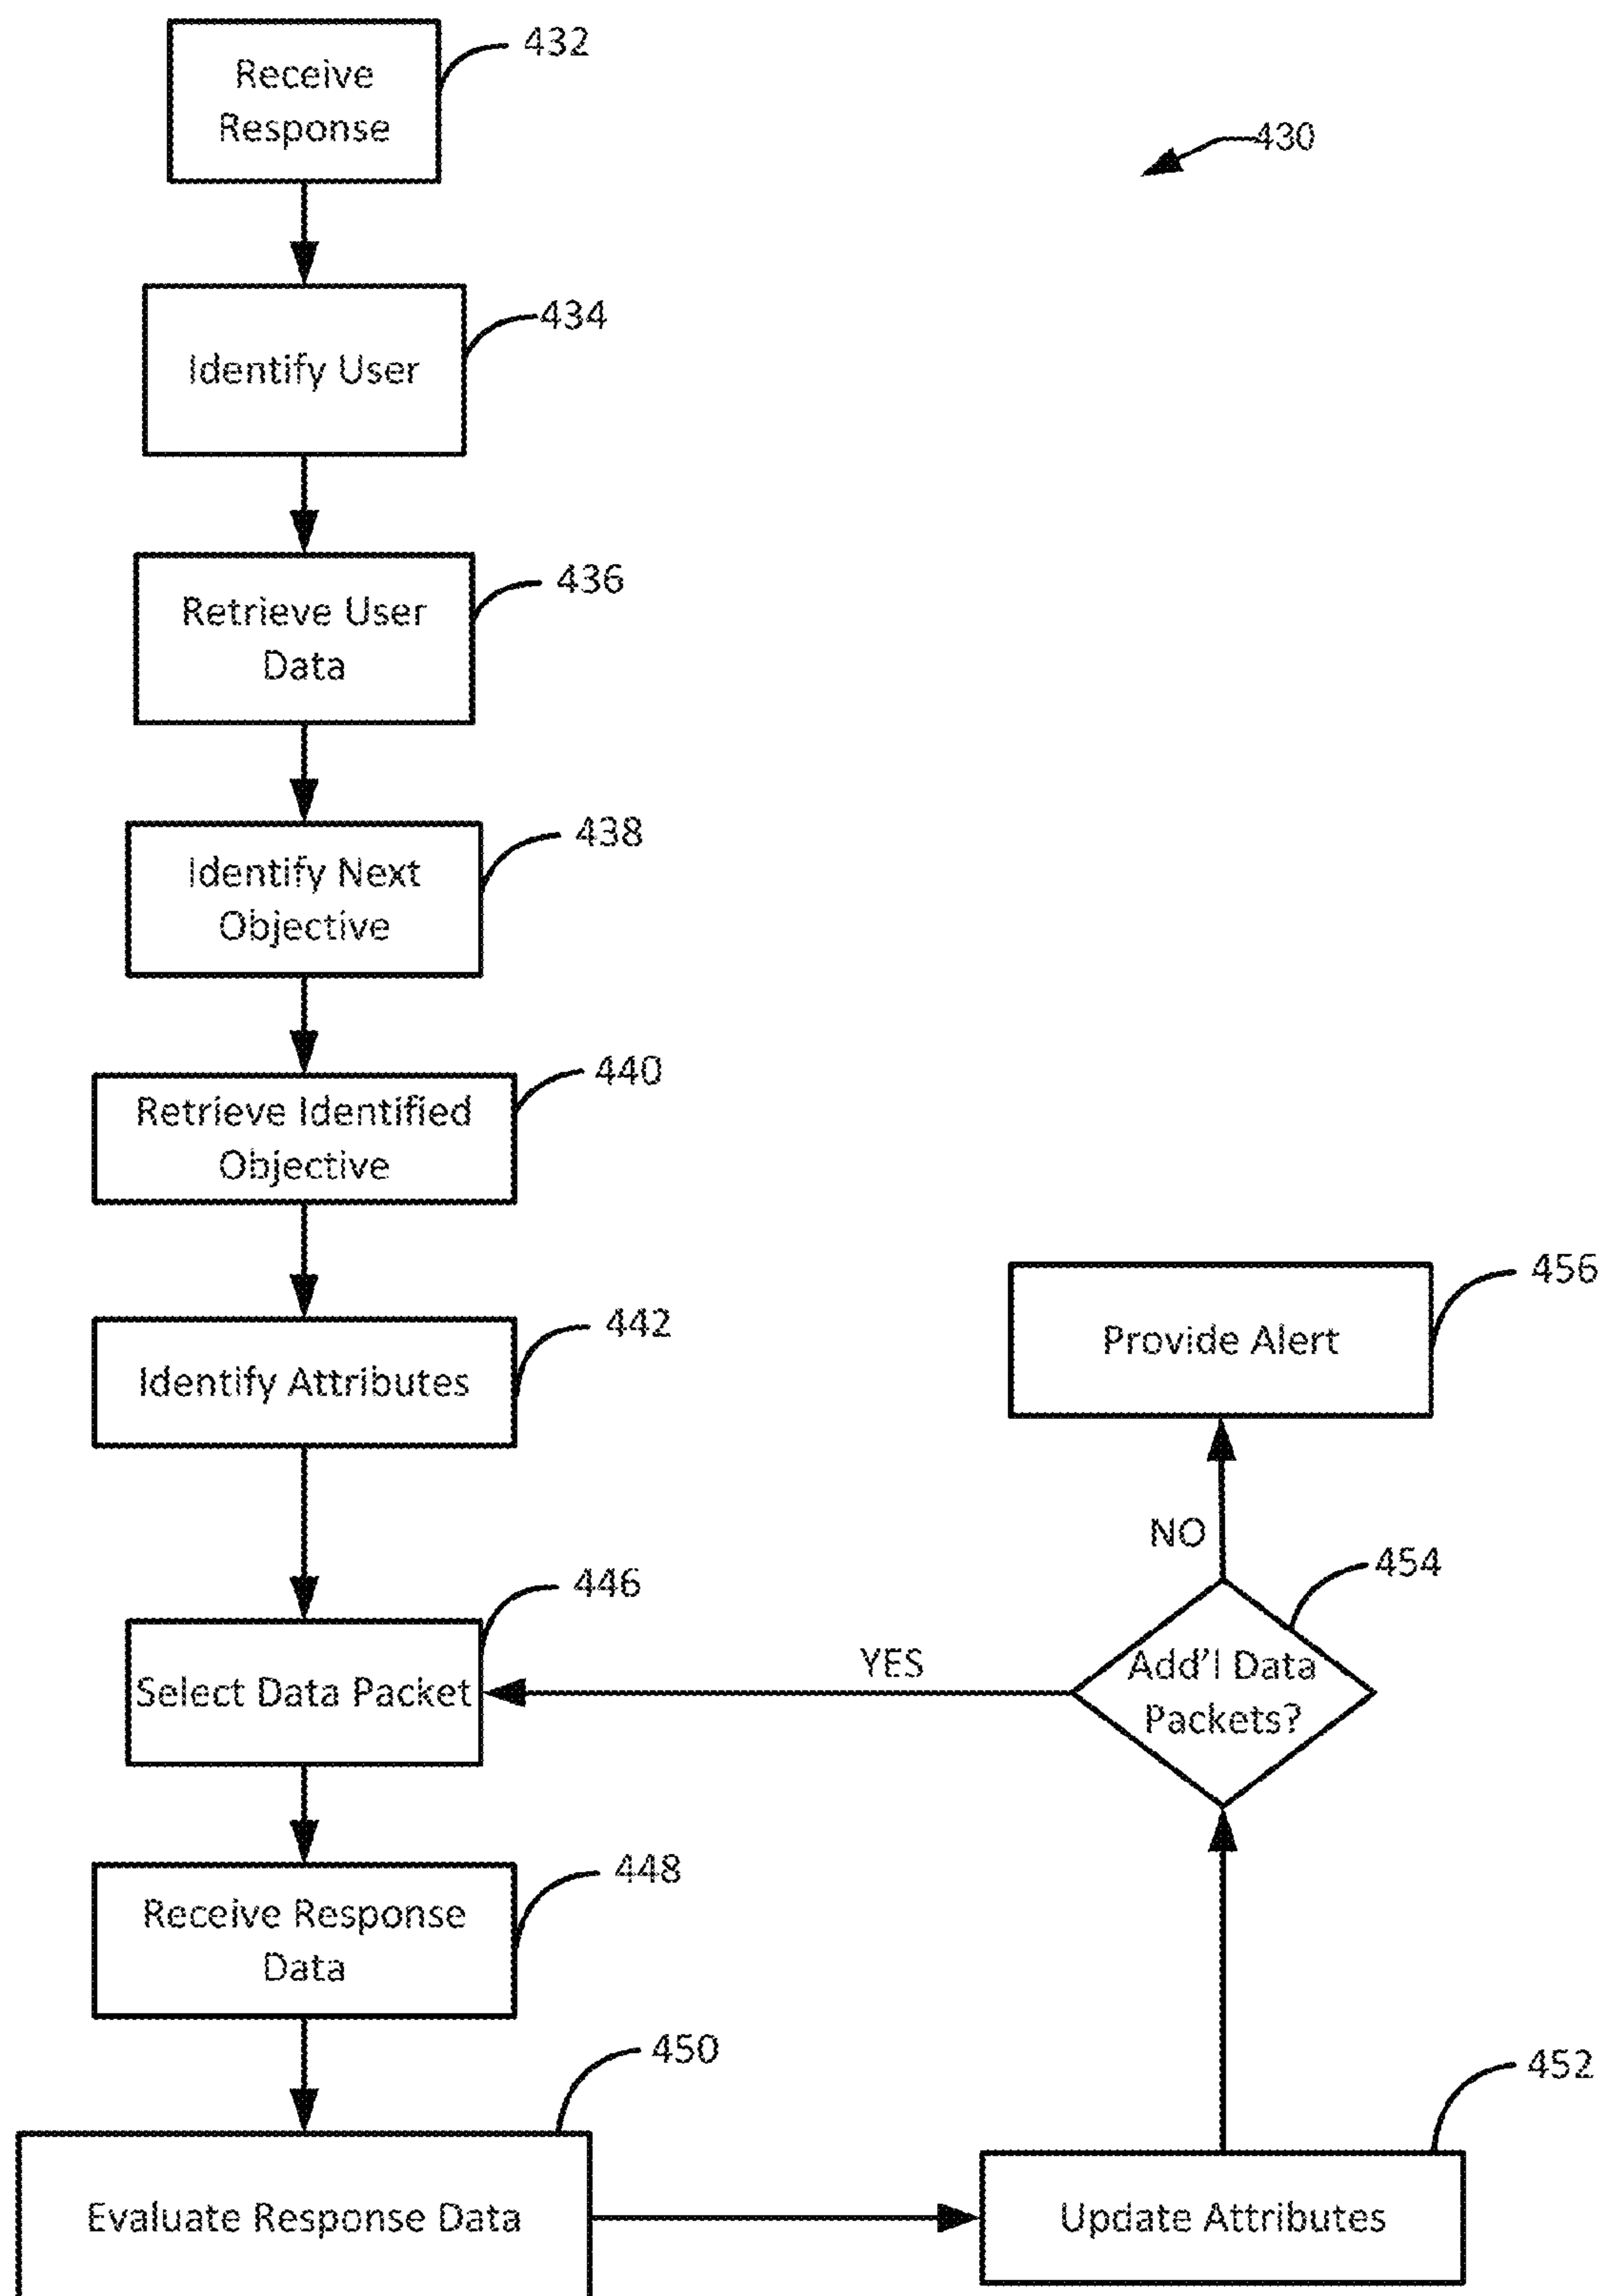 Receive
Response
432
430
Identify User
434
Retrieve User
Data
436
Identify Next
Objective
438
Retrieve Identified
Objective
440
Identify Attributes
442
Provide Alert
456
NO
Select Data Packet
446
YES
Add'l Data
Packets?
454
Receive Response
Data
448
Evaluate Response Data
450
Update Attributes
452